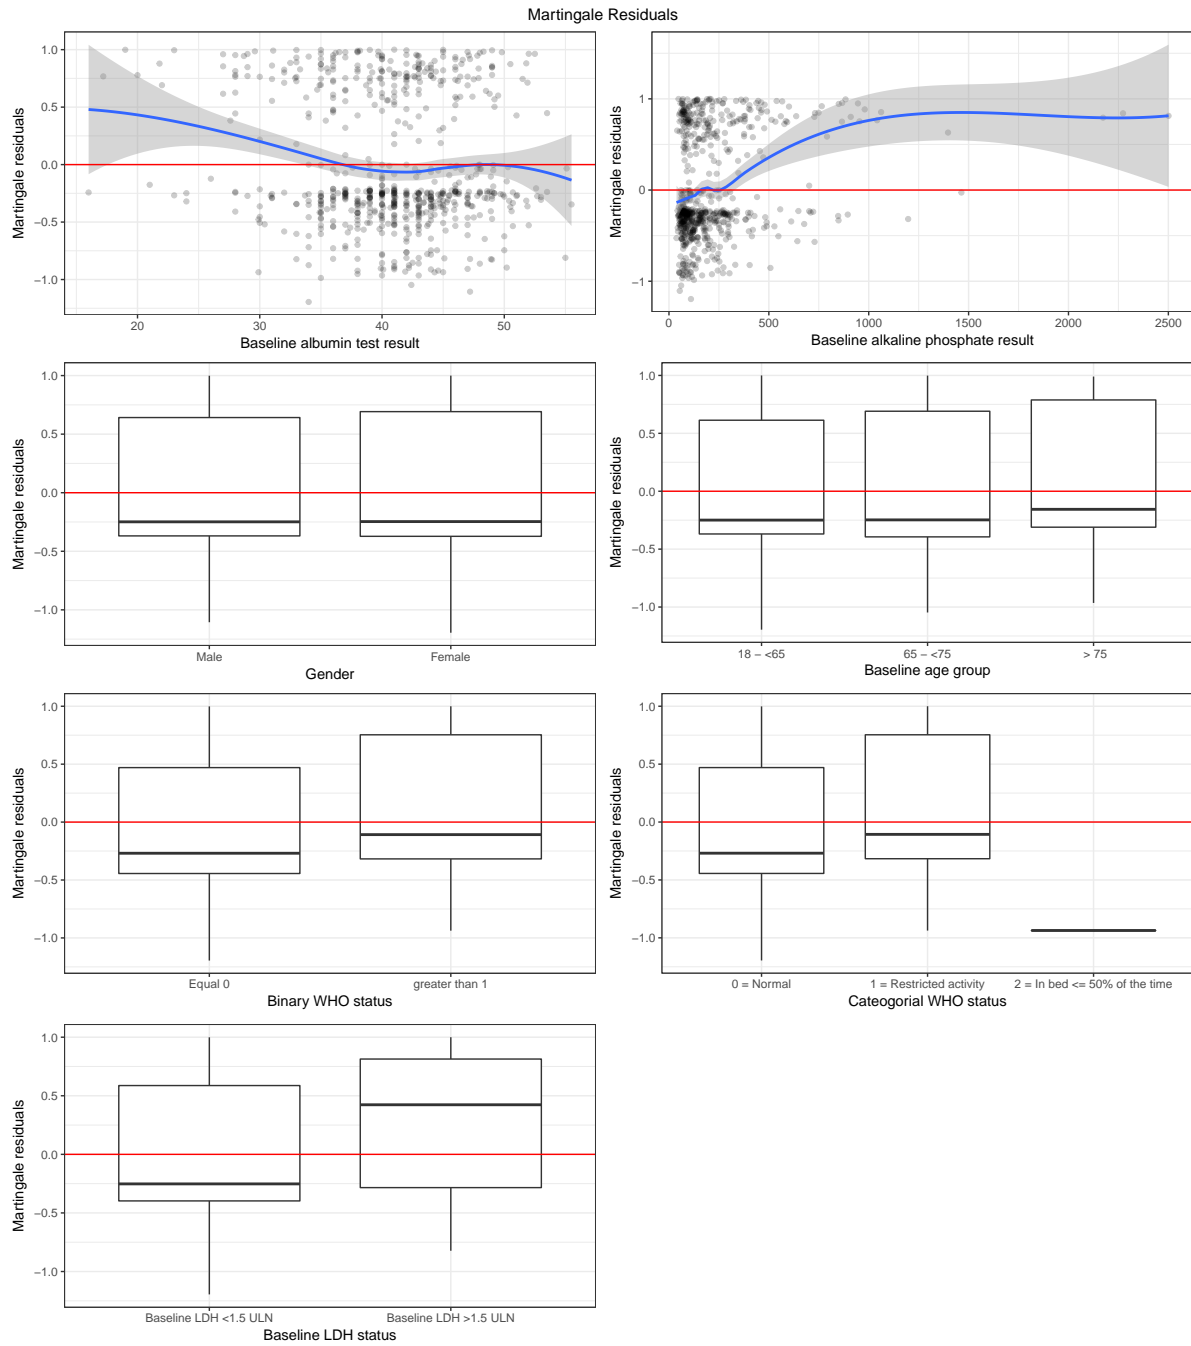 Martingale Residuals
Martingale residuals
1.0
0.5
0.0
−0.5
−1.0
20 30 40 50
Baseline albumin test result
Martingale residuals
1
0
−1
0 500 1000 1500 2000 2500
Baseline alkaline phosphate result
Martingale residuals
1.0
0.5
0.0
−0.5
−1.0
Male Female
Gender
Martingale residuals
1.0
0.5
0.0
−0.5
−1.0
18 − <65 65 − <75 > 75
Baseline age group
Martingale residuals
1.0
0.5
0.0
−0.5
−1.0
Equal 0 greater than 1
Binary WHO status
Martingale residuals
1.0
0.5
0.0
−0.5
−1.0
0 = Normal 1 = Restricted activity 2 = In bed <= 50% of the time
Cateogorial WHO status
Martingale residuals
1.0
0.5
0.0
−0.5
−1.0
Baseline LDH <1.5 ULN Baseline LDH >1.5 ULN
Baseline LDH status